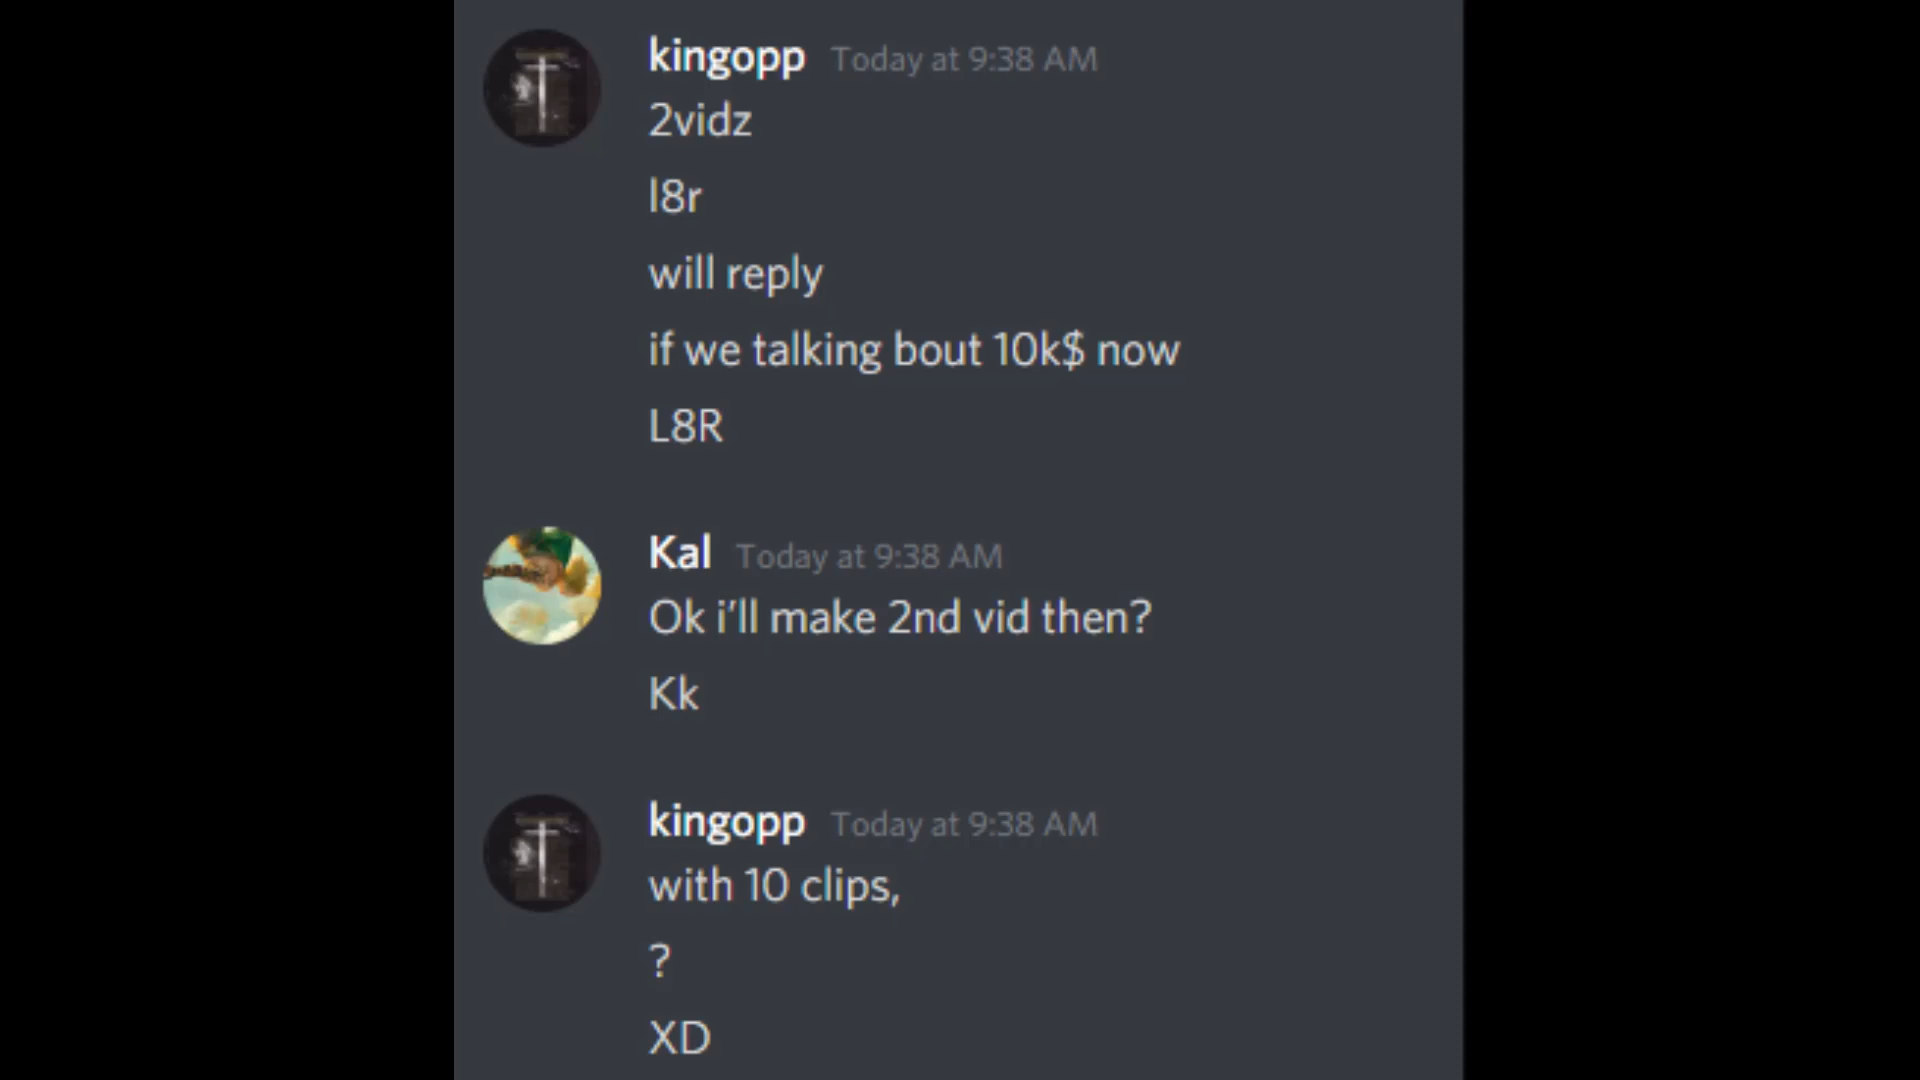 kingopp Today at 9:38 AM
2vidz
l8r
will reply
if we talking bout 10k$ now
L8R
Kal Today at 9:38 AM
Ok i'll make 2nd vid then?
Kk
kingopp Today at 9:38 AM
with 10 clips,
?
XD